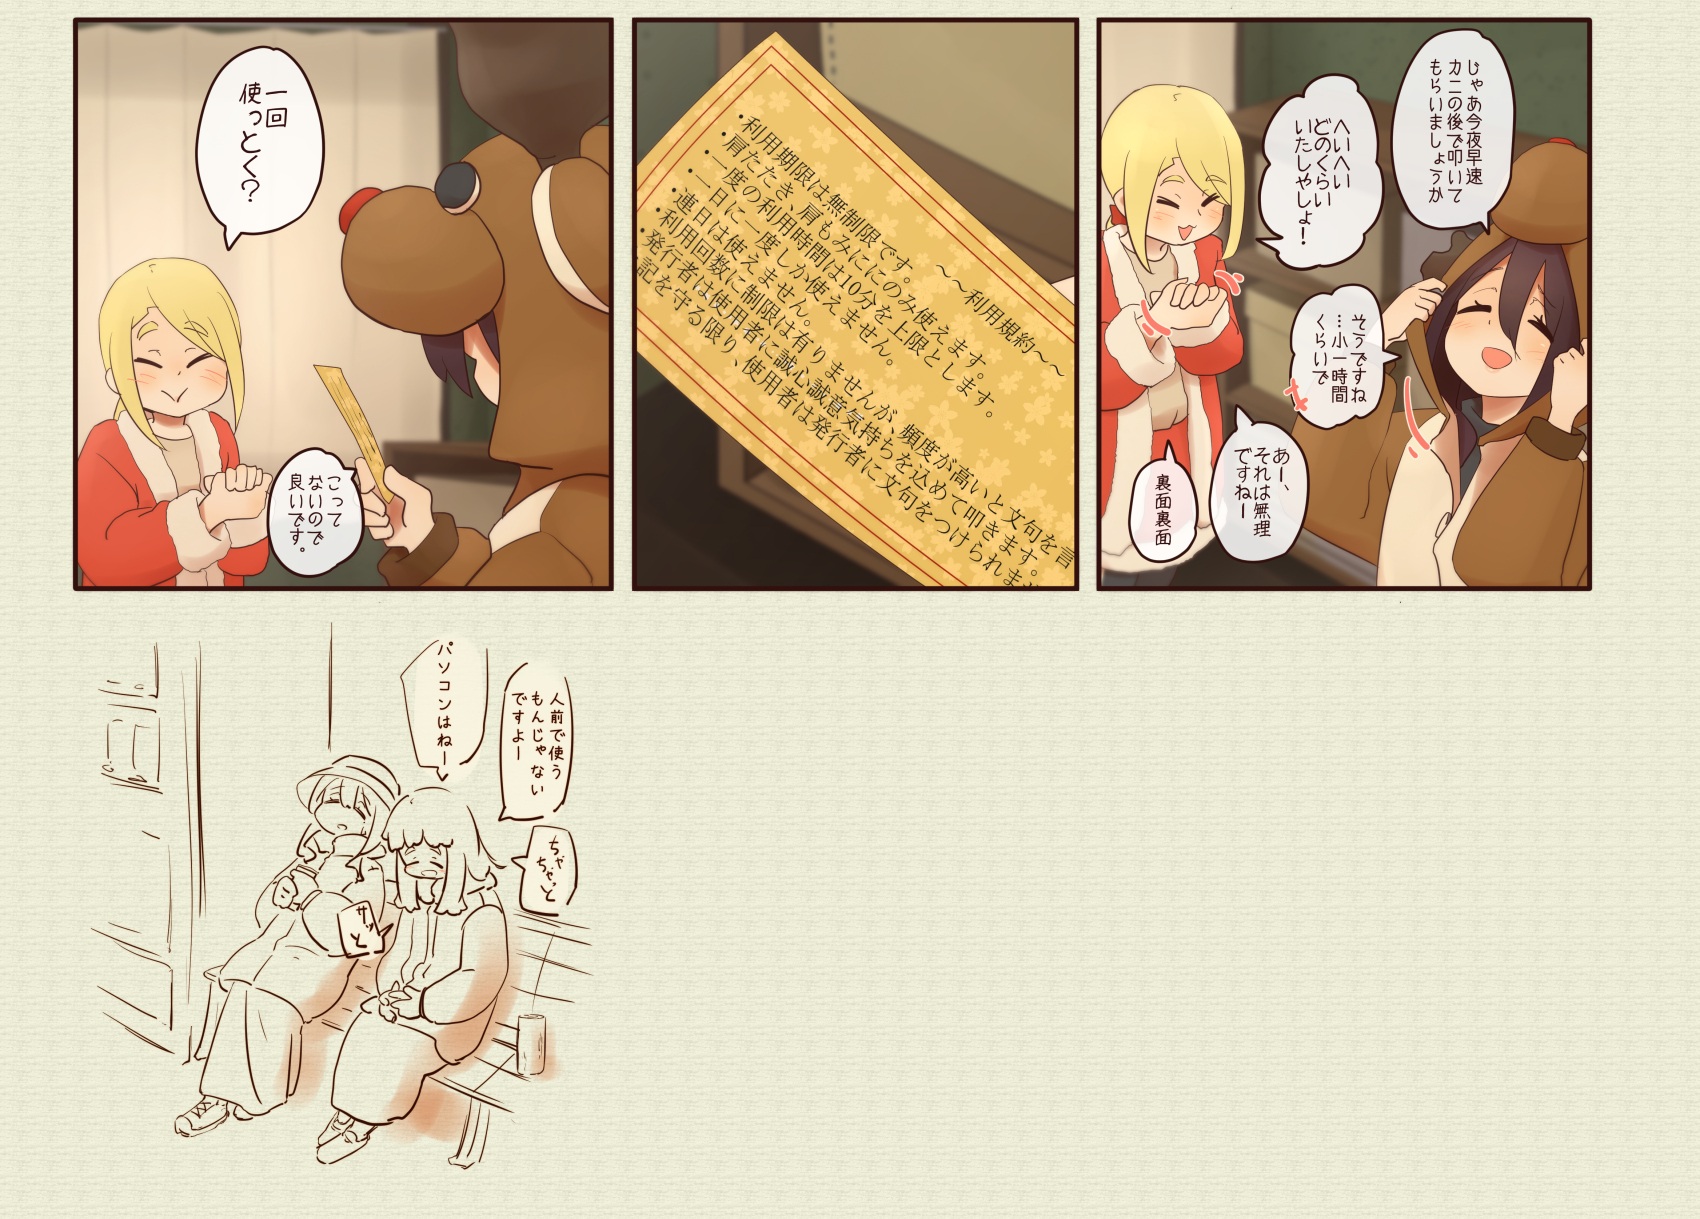 じゃあ今夜早速
カニの後で叩いて
もらいましょうか
へいへい
どのくらい
いたしやしょ！
そうですね
…小一時間
くらいで
あー、
それは無理
ですねー
裏面裏面
～～利用規約～～
・利用期限は無制限です。
・肩たたき、肩もみににのみ使えます。
・一度の利用時間は10分を上限とします。
・一日に一度しか使えません。
・連日は使えません。
・利用回数に制限は有りませんが、頻度が高いと文句を言
・発行者は使用者に誠心誠意気持ちを込めて叩きます。
記を守る限り、使用者は発行者に文句をつけられま
一回
使っとく？
こって
ないので
良いです。
人前で使う
もんじゃない
ですよー
パソコンはねー
ちゃ
ちゃっと
サッと